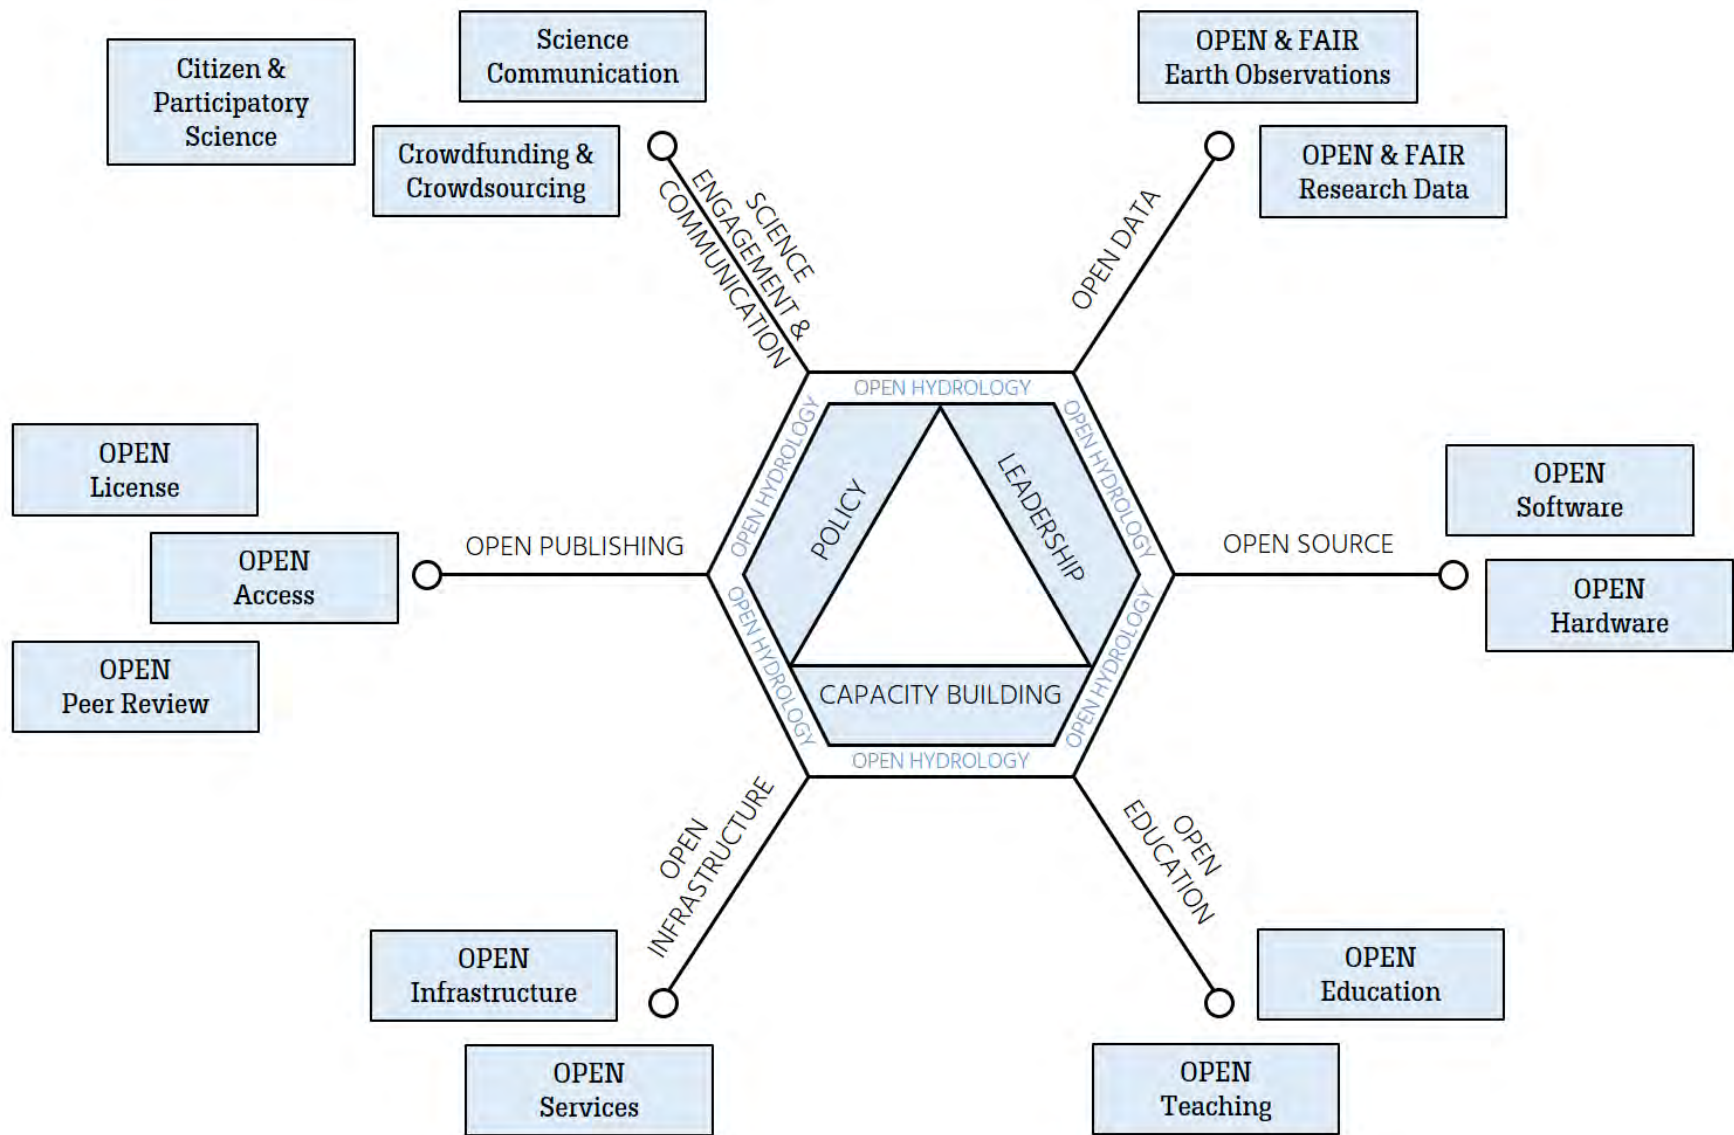 Science
Communication
Citizen &
Participatory
Science
Crowdfunding &
Crowdsourcing
SCIENCE
ENGAGEMENT &
COMMUNICATION
OPEN & FAIR
Earth Observations
OPEN & FAIR
Research Data
OPEN DATA
OPEN HYDROLOGY
OPEN HYDROLOGY
OPEN HYDROLOGY
POLICY
LEADERSHIP
CAPACITY BUILDING
OPEN HYDROLOGY
OPEN HYDROLOGY
OPEN HYDROLOGY
OPEN
License
OPEN
Access
OPEN
Peer Review
OPEN PUBLISHING
OPEN SOURCE
OPEN
Software
OPEN
Hardware
OPEN
INFRASTRUCTURE
OPEN
Infrastructure
OPEN
Services
OPEN
EDUCATION
OPEN
Education
OPEN
Teaching